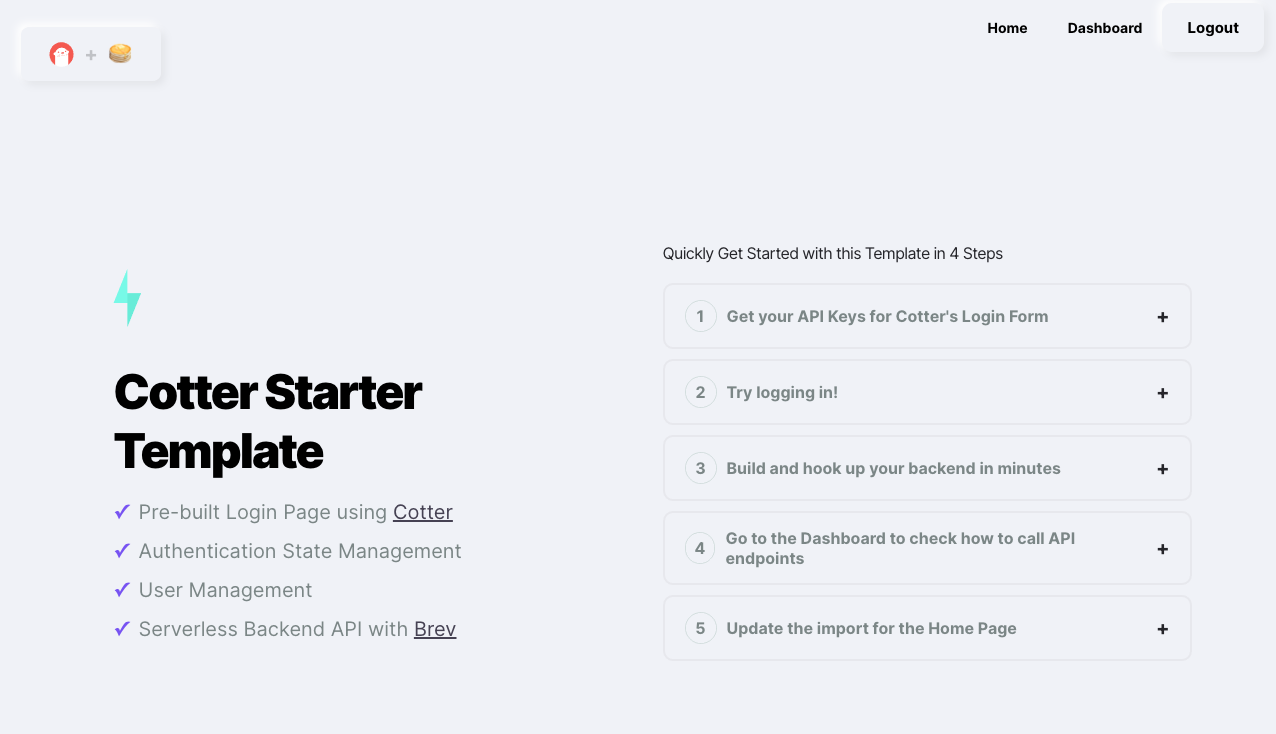 Home Dashboard Logout
+
Quickly Get Started with this Template in 4 Steps
1 Get your API Keys for Cotter's Login Form +
2 Try logging in! +
3 Build and hook up your backend in minutes +
4 Go to the Dashboard to check how to call API
endpoints +
5 Update the import for the Home Page +
Cotter Starter
Template
✓ Pre-built Login Page using Cotter
✓ Authentication State Management
✓ User Management
✓ Serverless Backend API with Brev